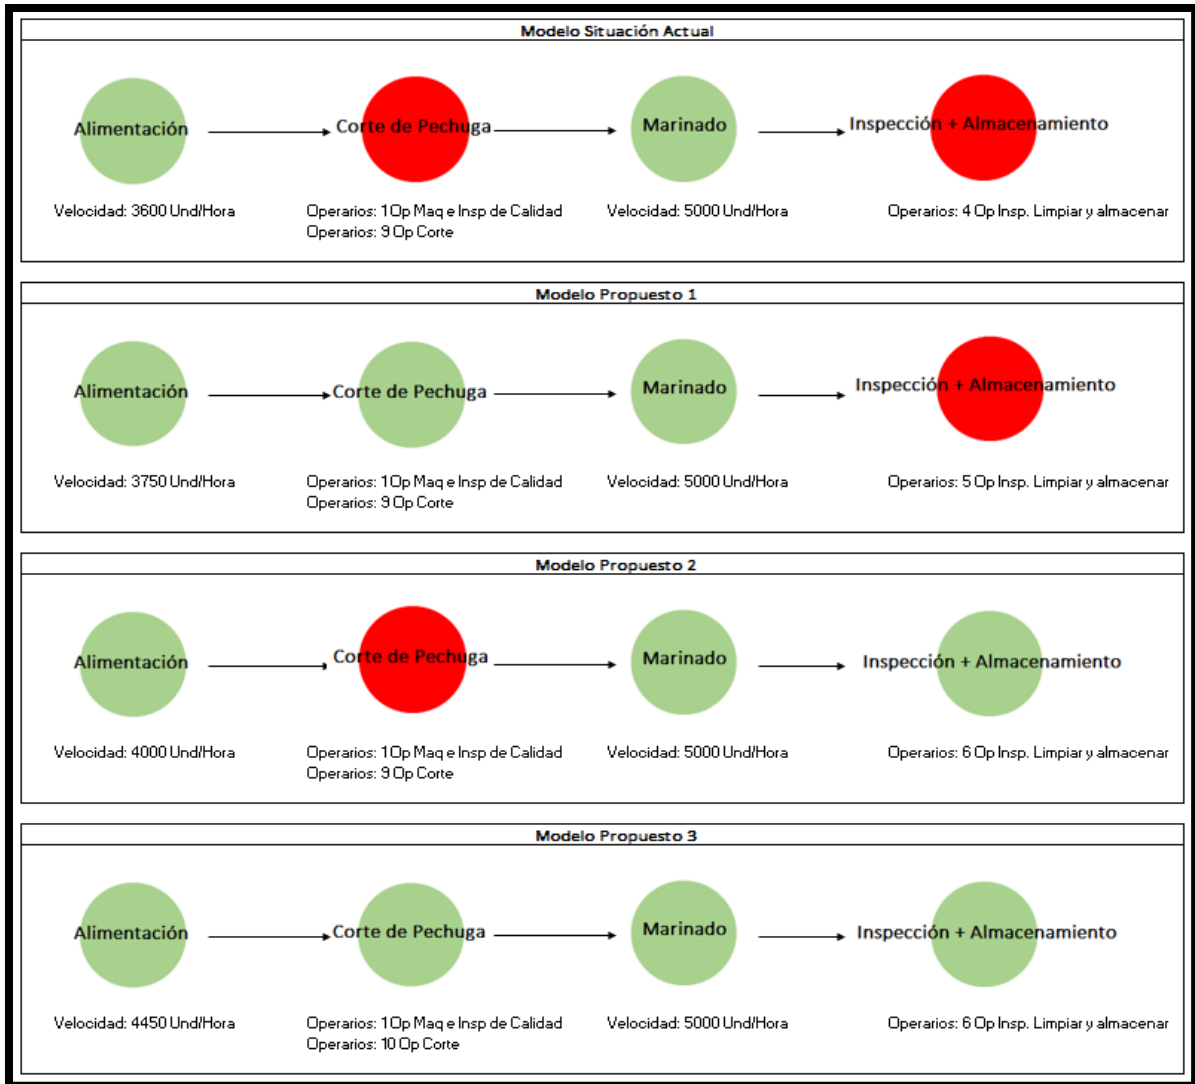 Modelo Situación Actual
Alimentación
Corte de Pechuga
Marinado
Inspección + Almacenamiento
Velocidad: 3600 Und/Hora
Operarios: 1 Op Maq e Insp de Calidad
Operarios: 9 Op Corte
Velocidad: 5000 Und/Hora
Operarios: 4 Op Insp. Limpiar y almacenar
Modelo Propuesto 1
Alimentación
Corte de Pechuga
Marinado
Inspección + Almacenamiento
Velocidad: 3750 Und/Hora
Operarios: 1 Op Maq e Insp de Calidad
Operarios: 9 Op Corte
Velocidad: 5000 Und/Hora
Operarios: 5 Op Insp. Limpiar y almacenar
Modelo Propuesto 2
Alimentación
Corte de Pechuga
Marinado
Inspección + Almacenamiento
Velocidad: 4000 Und/Hora
Operarios: 1 Op Maq e Insp de Calidad
Operarios: 9 Op Corte
Velocidad: 5000 Und/Hora
Operarios: 6 Op Insp. Limpiar y almacenar
Modelo Propuesto 3
Alimentación
Corte de Pechuga
Marinado
Inspección + Almacenamiento
Velocidad: 4450 Und/Hora
Operarios: 1 Op Maq e Insp de Calidad
Operarios: 10 Op Corte
Velocidad: 5000 Und/Hora
Operarios: 6 Op Insp. Limpiar y almacenar